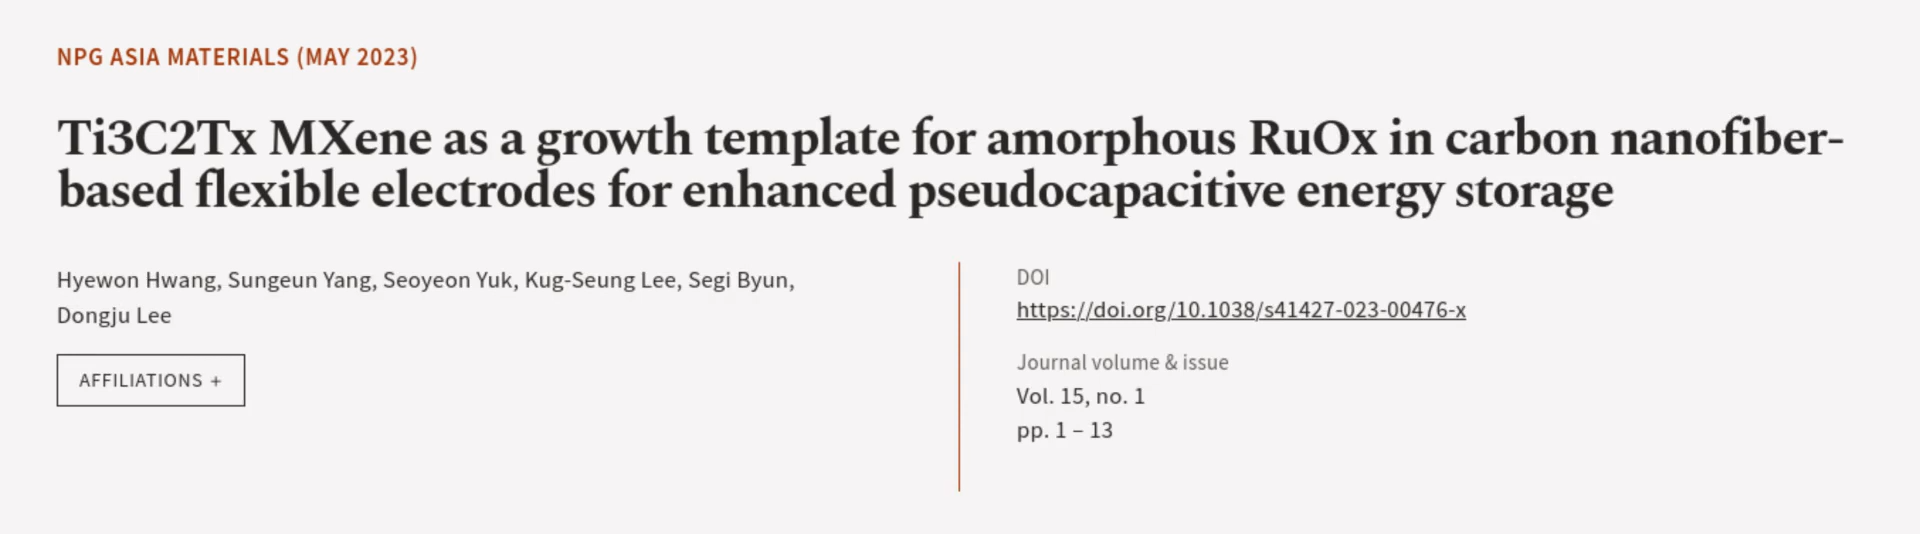 NPG ASIA MATERIALS (MAY 2023)
Ti3C2Tx MXene as a growth template for amorphous RuOx in carbon nanofiber-
based flexible electrodes for enhanced pseudocapacitive energy storage
Hyewon Hwang, Sungeun Yang, Seoyeon Yuk, Kug-Seung Lee, Segi Byun,
Dongju Lee
AFFILIATIONS +
DOI
https://doi.org/10.1038/s41427-023-00476-x
Journal volume & issue
Vol. 15, no. 1
pp. 1 – 13